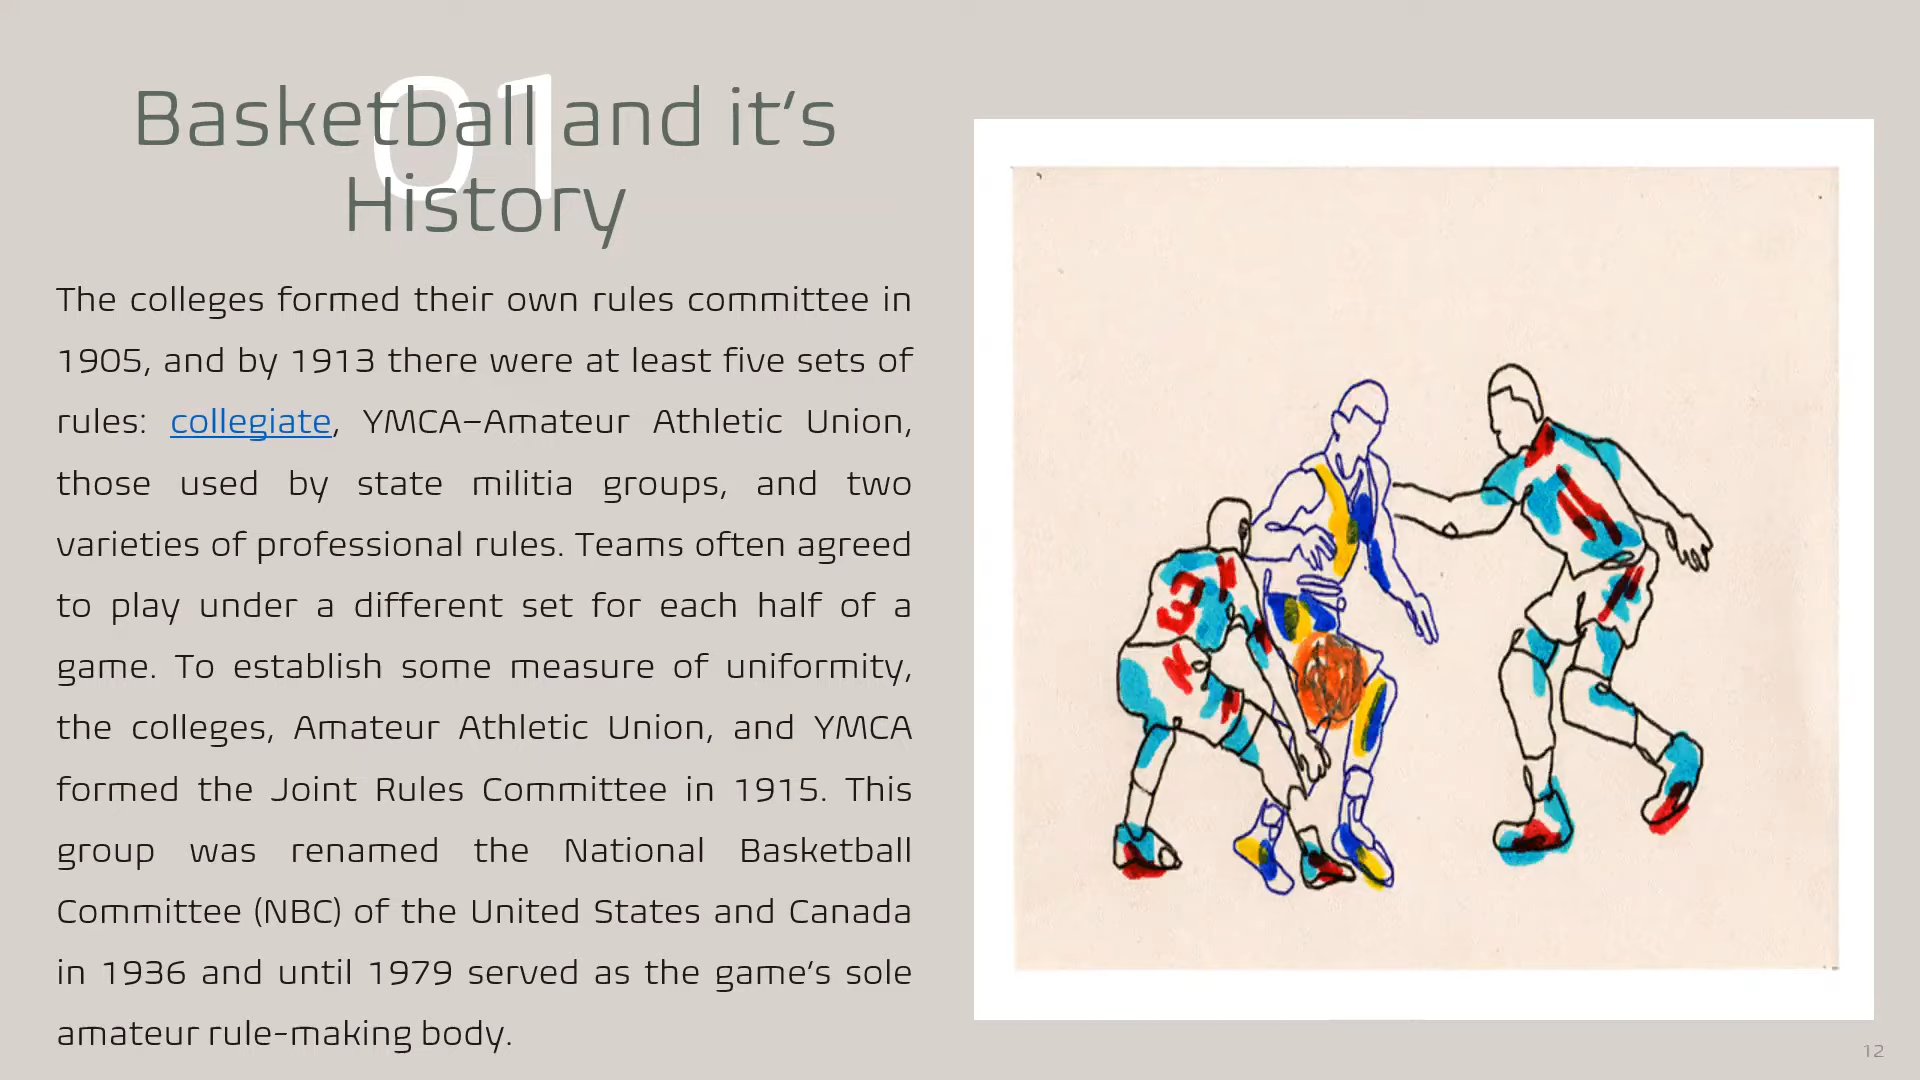 01
Basketball and it's
History
The colleges formed their own rules committee in
1905, and by 1913 there were at least five sets of
rules: collegiate, YMCA–Amateur Athletic Union,
those used by state militia groups, and two
varieties of professional rules. Teams often agreed
to play under a different set for each half of a
game. To establish some measure of uniformity,
the colleges, Amateur Athletic Union, and YMCA
formed the Joint Rules Committee in 1915. This
group was renamed the National Basketball
Committee (NBC) of the United States and Canada
in 1936 and until 1979 served as the game's sole
amateur rule-making body.
12